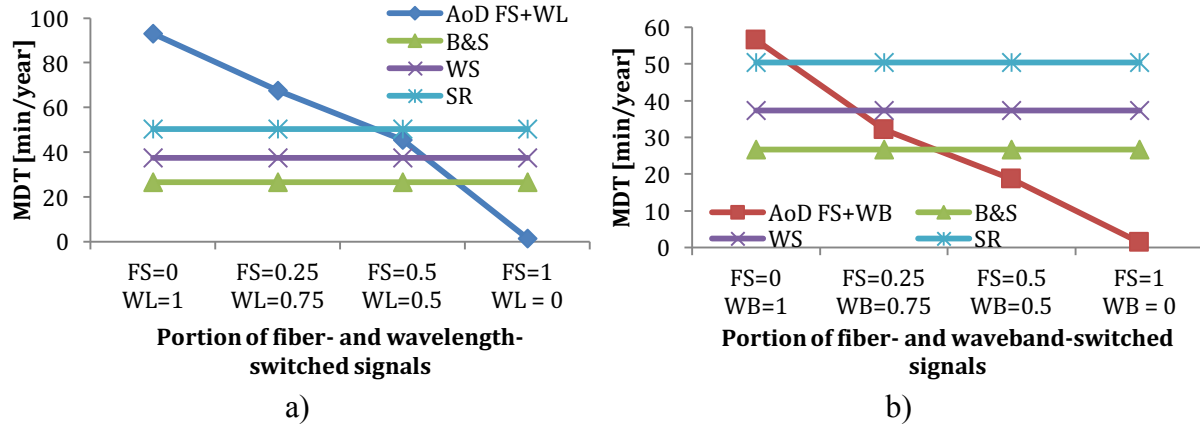 100
80
60
40
20
0
MDT [min/year]
AoD FS+WL
B&S
WS
SR
FS=0
WL=1
FS=0.25
WL=0.75
FS=0.5
WL=0.5
FS=1
WL = 0
Portion of fiber- and wavelength-
switched signals
a)
60
50
40
30
20
10
0
MDT [min/year]
AoD FS+WB B&S
WS SR
FS=0
WB=1
FS=0.25
WB=0.75
FS=0.5
WB=0.5
FS=1
WB = 0
Portion of fiber- and waveband-switched
signals
b)